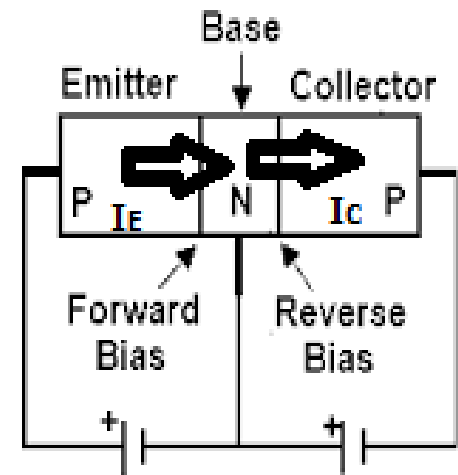 Base
Emitter Collector
P IE N IC P
Forward Bias
Reverse Bias
+ +